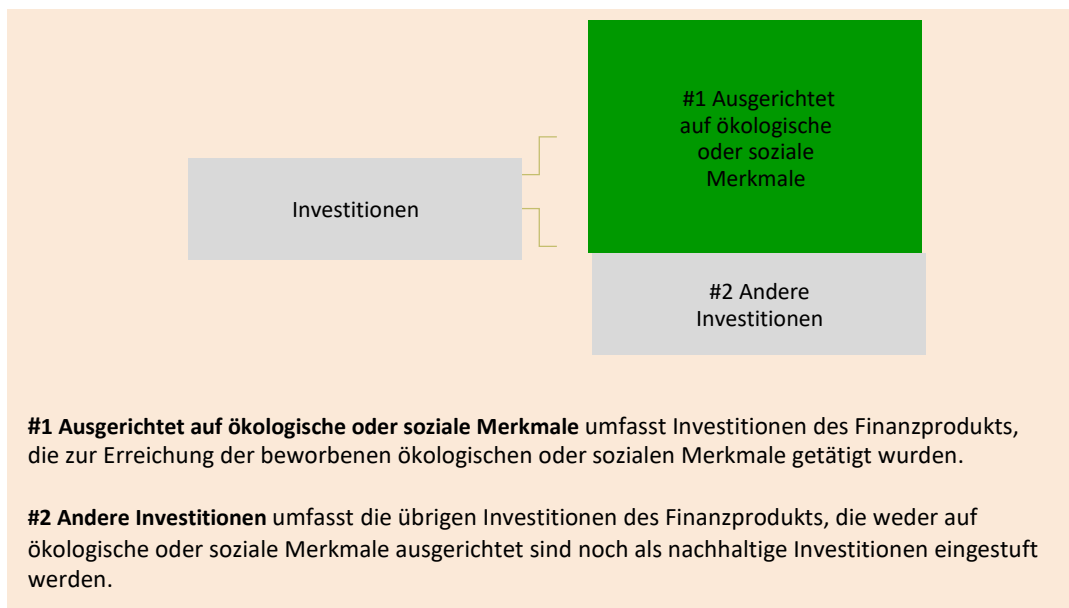 #1 Ausgerichtet
auf ökologische
oder soziale
Merkmale
Investitionen
#2 Andere
Investitionen
#1 Ausgerichtet auf ökologische oder soziale Merkmale umfasst Investitionen des Finanzprodukts,
die zur Erreichung der beworbenen ökologischen oder sozialen Merkmale getätigt wurden.
#2 Andere Investitionen umfasst die übrigen Investitionen des Finanzprodukts, die weder auf
ökologische oder soziale Merkmale ausgerichtet sind noch als nachhaltige Investitionen eingestuft
werden.